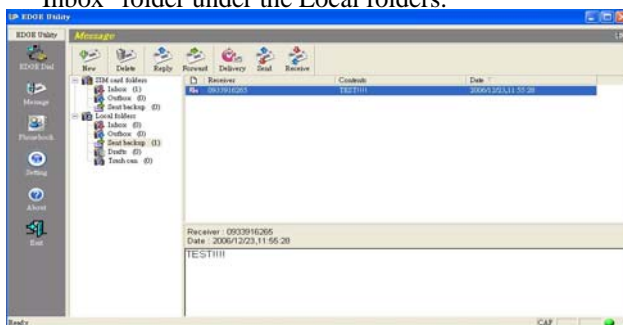 Inbox" folder under the Local folders.
EDGE Utility
EDGE Utility
Message
EDGE Dial
Message
Phonebook
Setting
About
Exit
New Delete Reply Forward Delivery Send Receive
SIM card folders
Inbox (1)
Outbox (0)
Sent backup (0)
Local folders
Inbox (0)
Outbox (0)
Sent backup (1)
Drafts (0)
Trash can (0)
Receiver Contents Date
0933916265 TEST!!!! 2006/12/23,11:55:28
Receiver : 0933916265
Date : 2006/12/23,11:55:28
TEST!!!!
Ready CAP